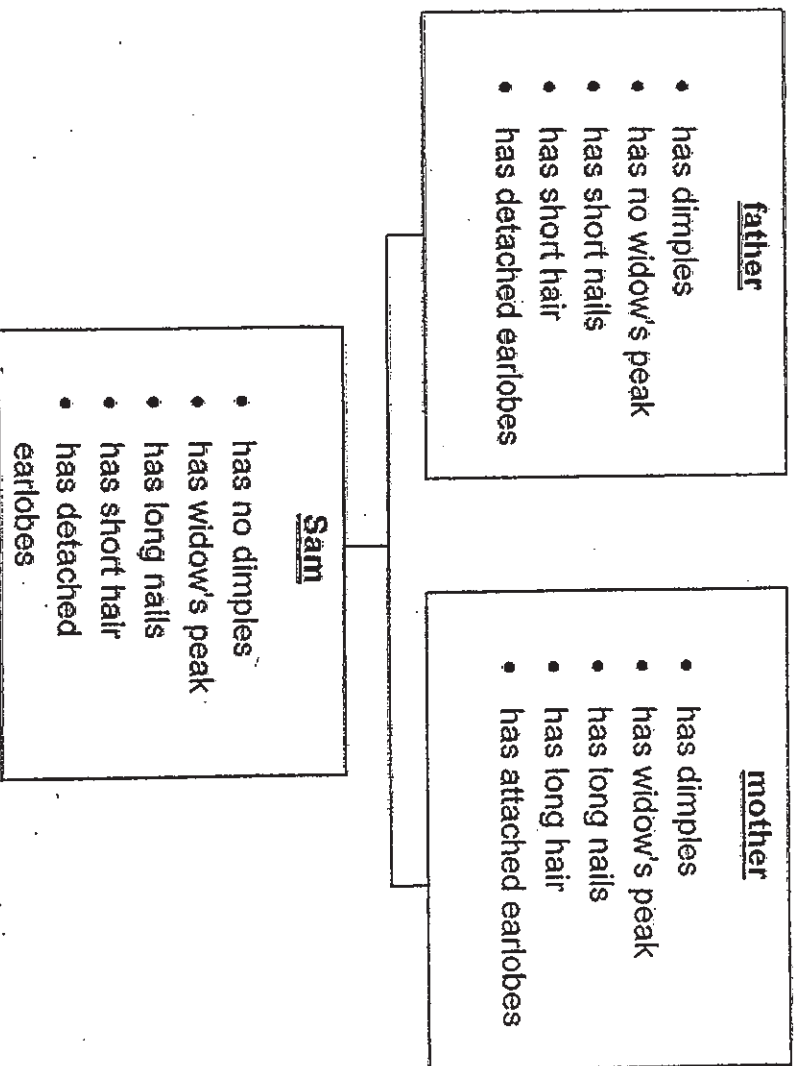 father
• has dimples
• has no widow's peak
• has short nails
• has short hair
• has detached earlobes
mother
• has dimples
• has widow's peak
• has long nails
• has long hair
• has attached earlobes
Sam
• has no dimples
• has widow's peak
• has long nails
• has short hair
• has detached
earlobes